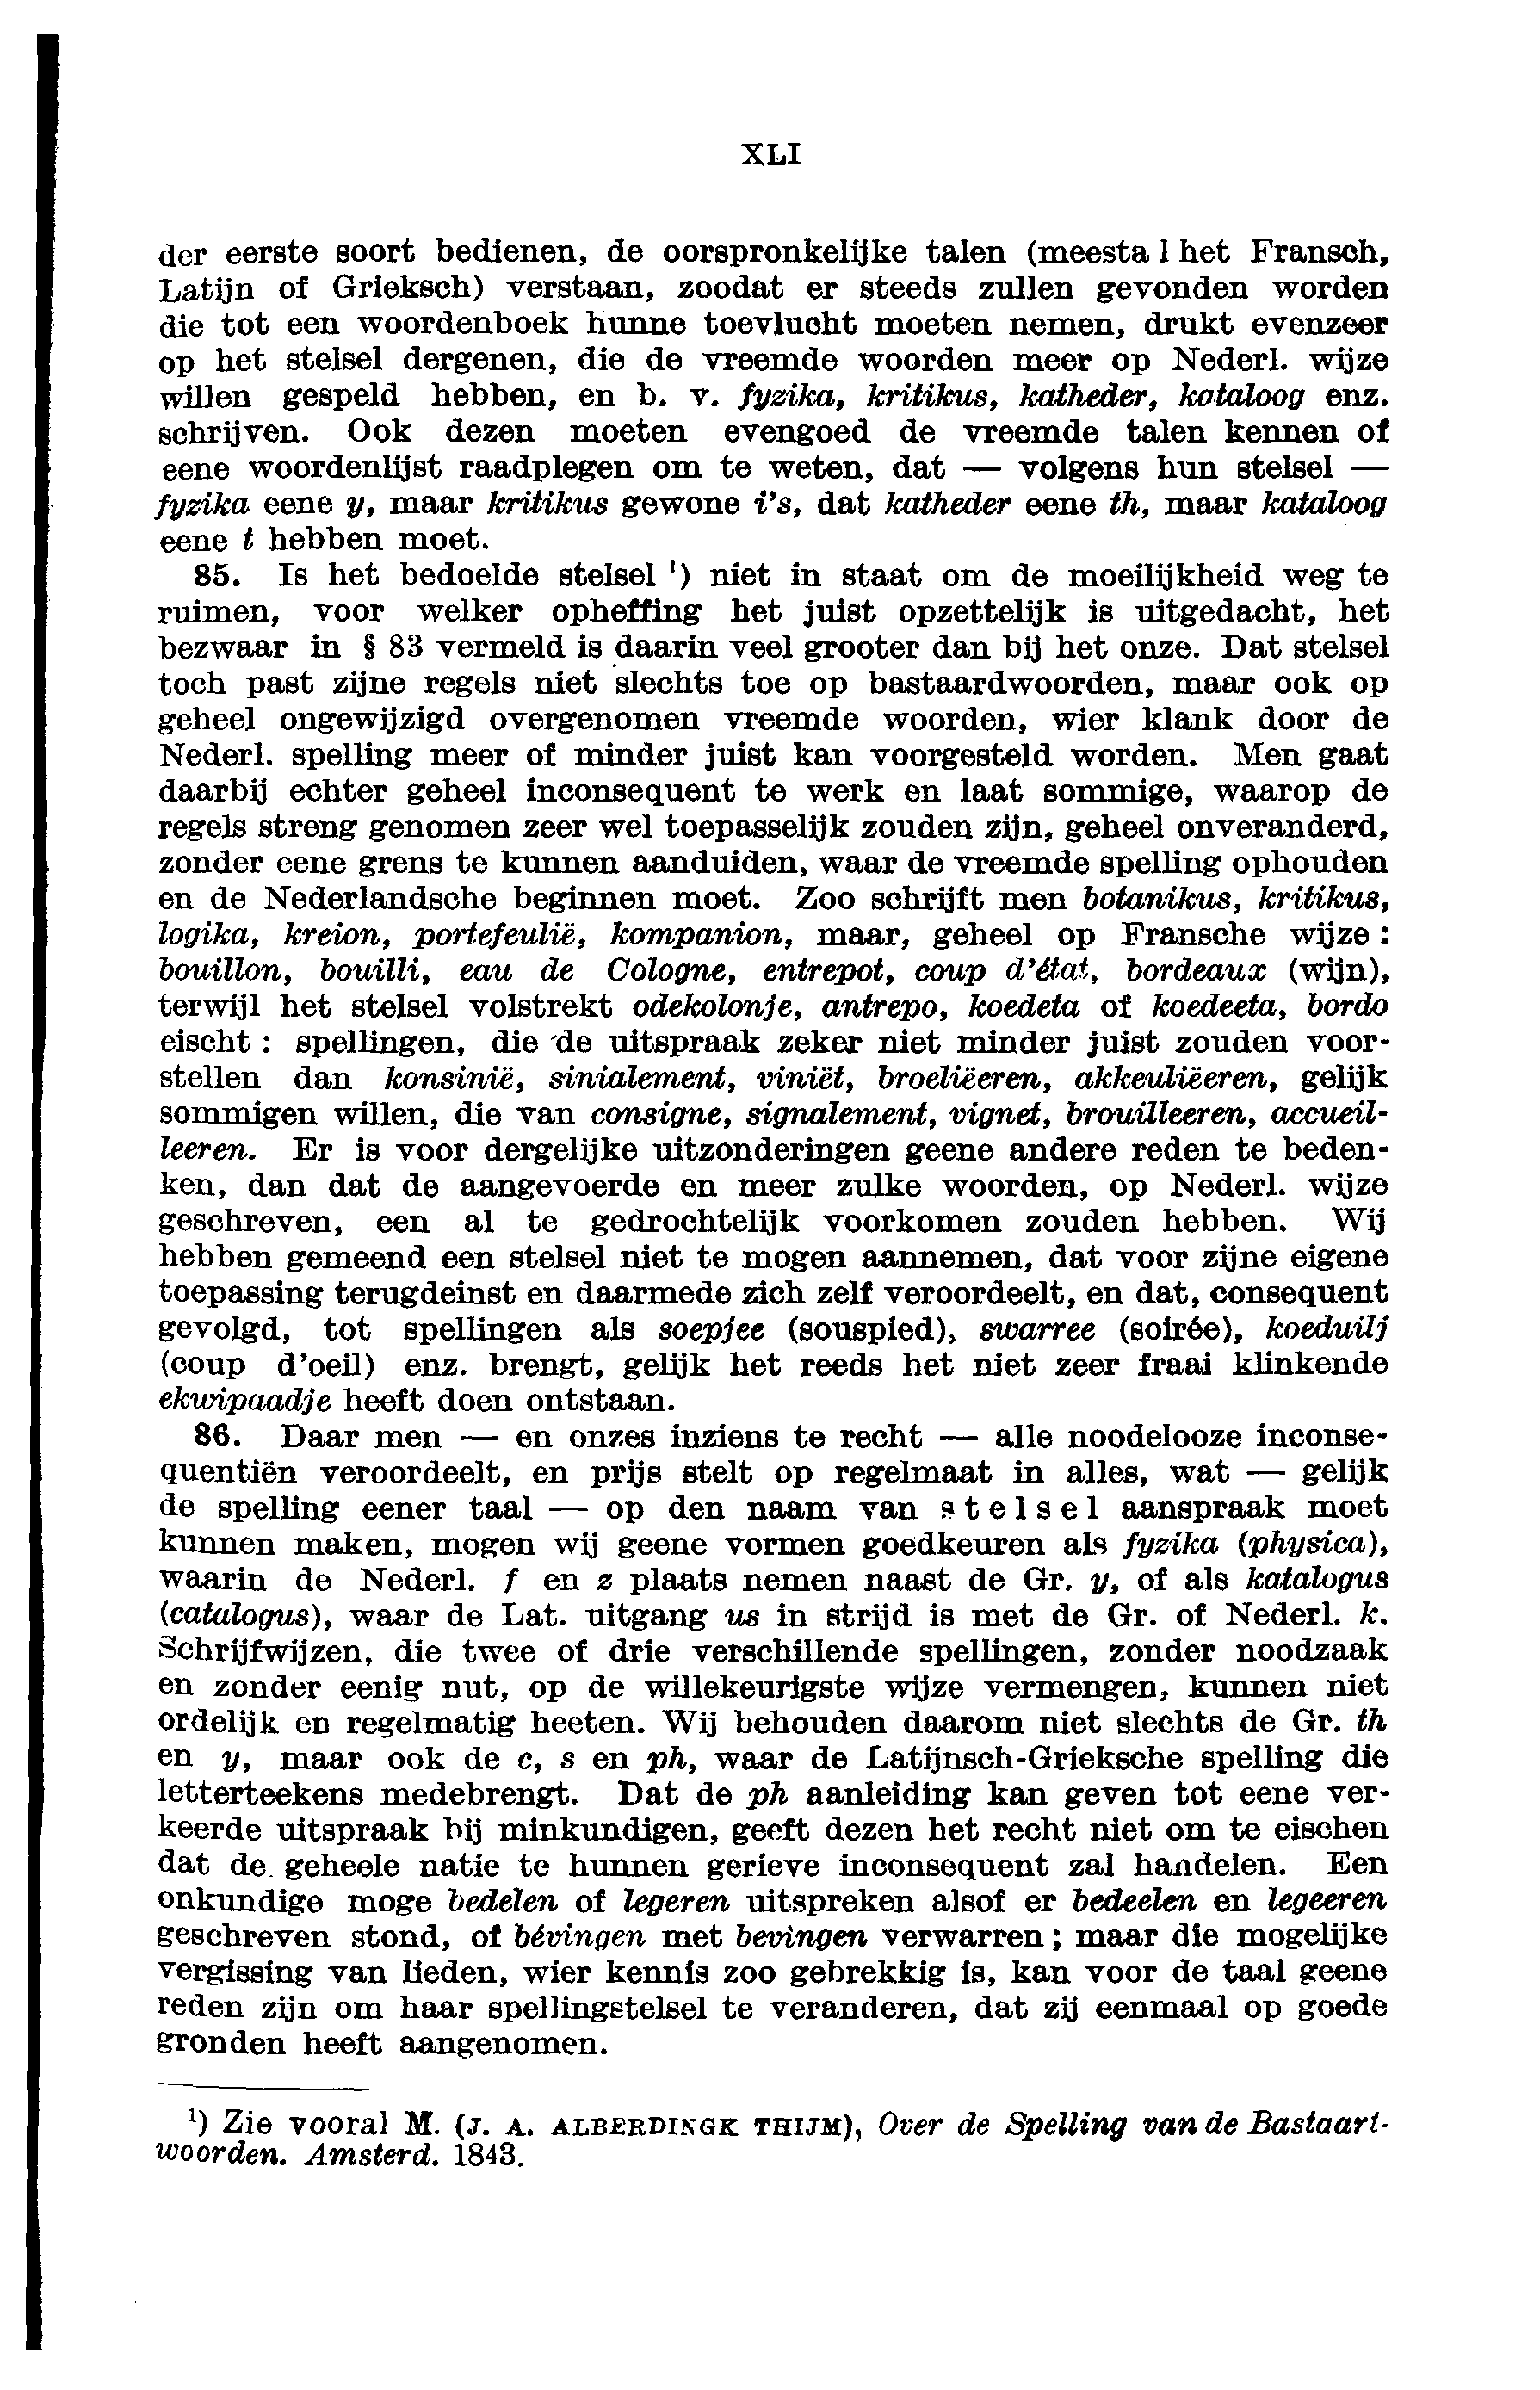 XLI
der eerste soort bedienen, de oorspronkelijke talen (meestal het Fransch,
Latijn of Grieksch) verstaan, zoodat er steeds zullen gevonden worden
die tot een woordenboek hunne toevlucht moeten nemen, drukt evenzeer
op het stelsel dergenen, die de vreemde woorden meer op Nederl. wijze
willen gespeld hebben, en b. v. fyzika, kritikus, katheder, kataloog enz.
schrijven. Ook dezen moeten evengoed de vreemde talen kennen of
eene woordenlijst raadplegen om te weten, dat — volgens hun stelsel —
fyzika eene y, maar kritikus gewone i's, dat katheder eene th, maar kataloog
eene t hebben moet.
85. Is het bedoelde stelsel ¹) niet in staat om de moeilijkheid weg te
ruimen, voor welker opheffing het juist opzettelijk is uitgedacht, het
bezwaar in § 83 vermeld is daarin veel grooter dan bij het onze. Dat stelsel
toch past zijne regels niet slechts toe op bastaardwoorden, maar ook op
geheel ongewijzigd overgenomen vreemde woorden, wier klank door de
Nederl. spelling meer of minder juist kan voorgesteld worden. Men gaat
daarbij echter geheel inconsequent te werk en laat sommige, waarop de
regels streng genomen zeer wel toepasselijk zouden zijn, geheel onveranderd,
zonder eene grens te kunnen aanduiden, waar de vreemde spelling ophouden
en de Nederlandsche beginnen moet. Zoo schrijft men botanikus, kritikus,
logika, kreion, portefeulië, kompanion, maar, geheel op Fransche wijze:
bouillon, bouilli, eau de Cologne, entrepot, coup d'état, bordeaux (wijn),
terwijl het stelsel volstrekt odekolonje, antrepo, koedeta of koedeeta, bordo
eischt: spellingen, die de uitspraak zeker niet minder juist zouden voor-
stellen dan konsinië, sinialement, viniët, broeliëeren, akkeuliëeren, gelijk
sommigen willen, die van consigne, signalement, vignet, brouilleeren, accueil-
leeren. Er is voor dergelijke uitzonderingen geene andere reden te beden-
ken, dan dat de aangevoerde en meer zulke woorden, op Nederl. wijze
geschreven, een al te gedrochtelijk voorkomen zouden hebben. Wij
hebben gemeend een stelsel niet te mogen aannemen, dat voor zijne eigene
toepassing terugdeinst en daarmede zich zelf veroordeelt, en dat, consequent
gevolgd, tot spellingen als soepjee (souspied), swarree (soirée), koeduilj
(coup d'oeil) enz. brengt, gelijk het reeds het niet zeer fraai klinkende
ekwipaadje heeft doen ontstaan.
86. Daar men — en onzes inziens te recht — alle noodelooze inconse-
quentiën veroordeelt, en prijs stelt op regelmaat in alles, wat — gelijk
de spelling eener taal — op den naam van stelsel aanspraak moet
kunnen maken, mogen wij geene vormen goedkeuren als fyzika (physica),
waarin de Nederl. f en z plaats nemen naast de Gr. y, of als katalogus
(catalogus), waar de Lat. uitgang us in strijd is met de Gr. of Nederl. k.
Schrijfwijzen, die twee of drie verschillende spellingen, zonder noodzaak
en zonder eenig nut, op de willekeurigste wijze vermengen, kunnen niet
ordelijk en regelmatig heeten. Wij behouden daarom niet slechts de Gr. th
en y, maar ook de c, s en ph, waar de Latijnsch-Grieksche spelling die
letterteekens medebrengt. Dat de ph aanleiding kan geven tot eene ver-
keerde uitspraak bij minkundigen, geeft dezen het recht niet om te eischen
dat de geheele natie te hunnen gerieve inconsequent zal handelen. Een
onkundige moge bedelen of legeren uitspreken alsof er bedeelen en legeeren
geschreven stond, of bévingen met bevingen verwarren; maar die mogelijke
vergissing van lieden, wier kennis zoo gebrekkig is, kan voor de taal geene
reden zijn om haar spellingstelsel te veranderen, dat zij eenmaal op goede
gronden heeft aangenomen.
¹) Zie vooral M. (J. A. ALBERDINGK THIJM), Over de Spelling van de Bastaart-
woorden. Amsterd. 1843.